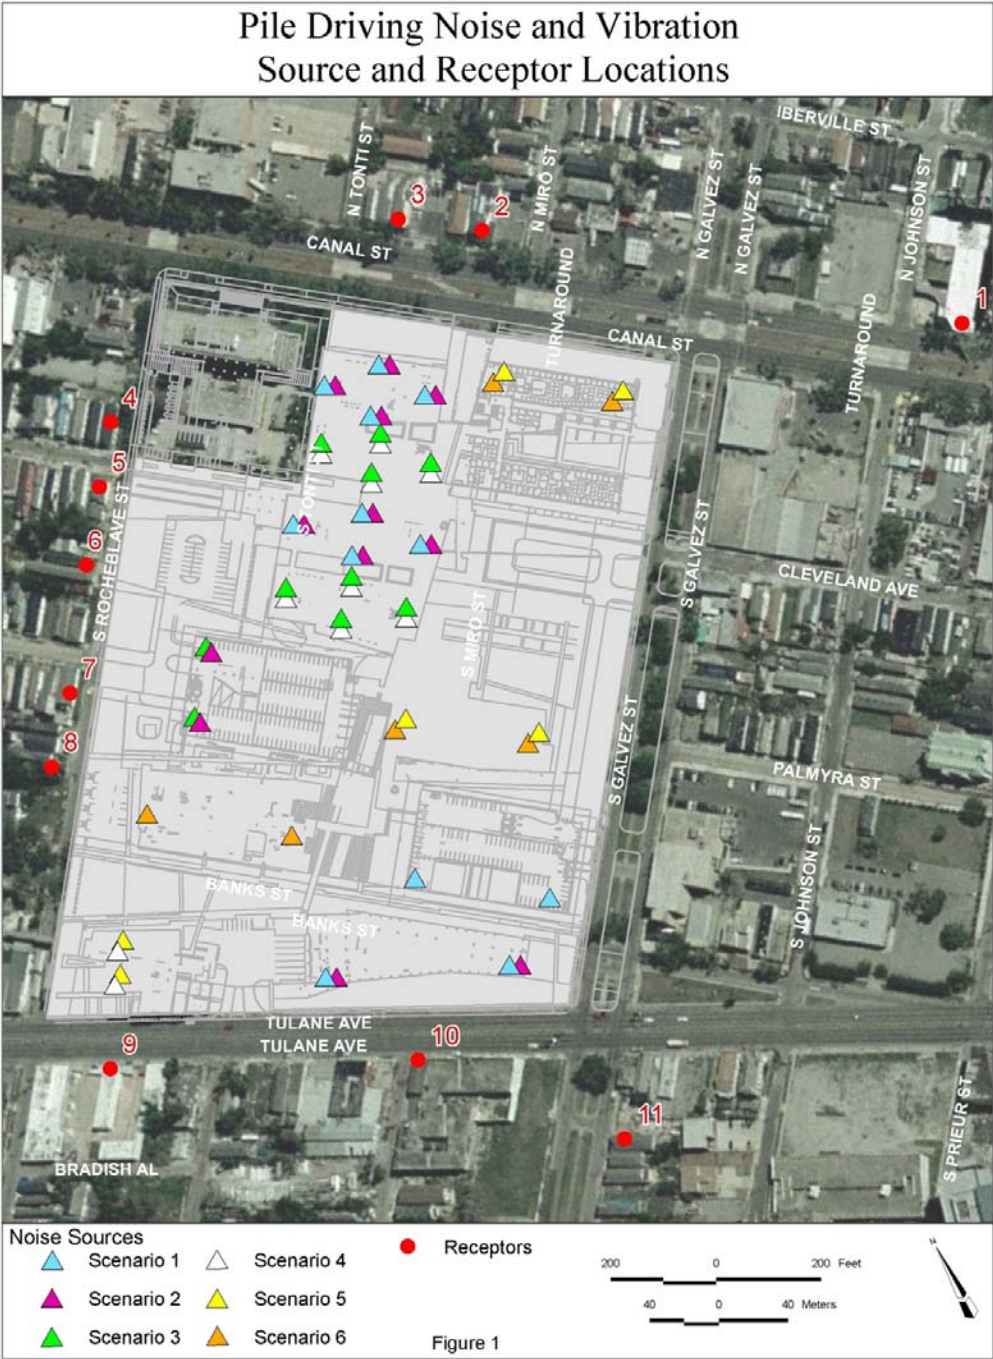 Pile Driving Noise and Vibration
Source and Receptor Locations
IBERVILLE ST
N TONTI ST
3
2
N MIRO ST
N GALVEZ ST
N GALVEZ ST
N JOHNSON ST
CANAL ST
TURNAROUND
1
CANAL ST
TURNAROUND
4
5
S TONTI ST
6
S ROCHEBLAVE ST
S GALVEZ ST
CLEVELAND AVE
S MIRO ST
7
8
S GALVEZ ST
PALMYRA ST
S JOHNSON ST
BANKS ST
BANKS ST
TULANE AVE
TULANE AVE
9
10
11
BRADISH AL
S PRIEUR ST
Noise Sources
Scenario 1
Scenario 4
Receptors
Scenario 2
Scenario 5
Scenario 3
Scenario 6
200 0 200 Feet
40 0 40 Meters
N
Figure 1